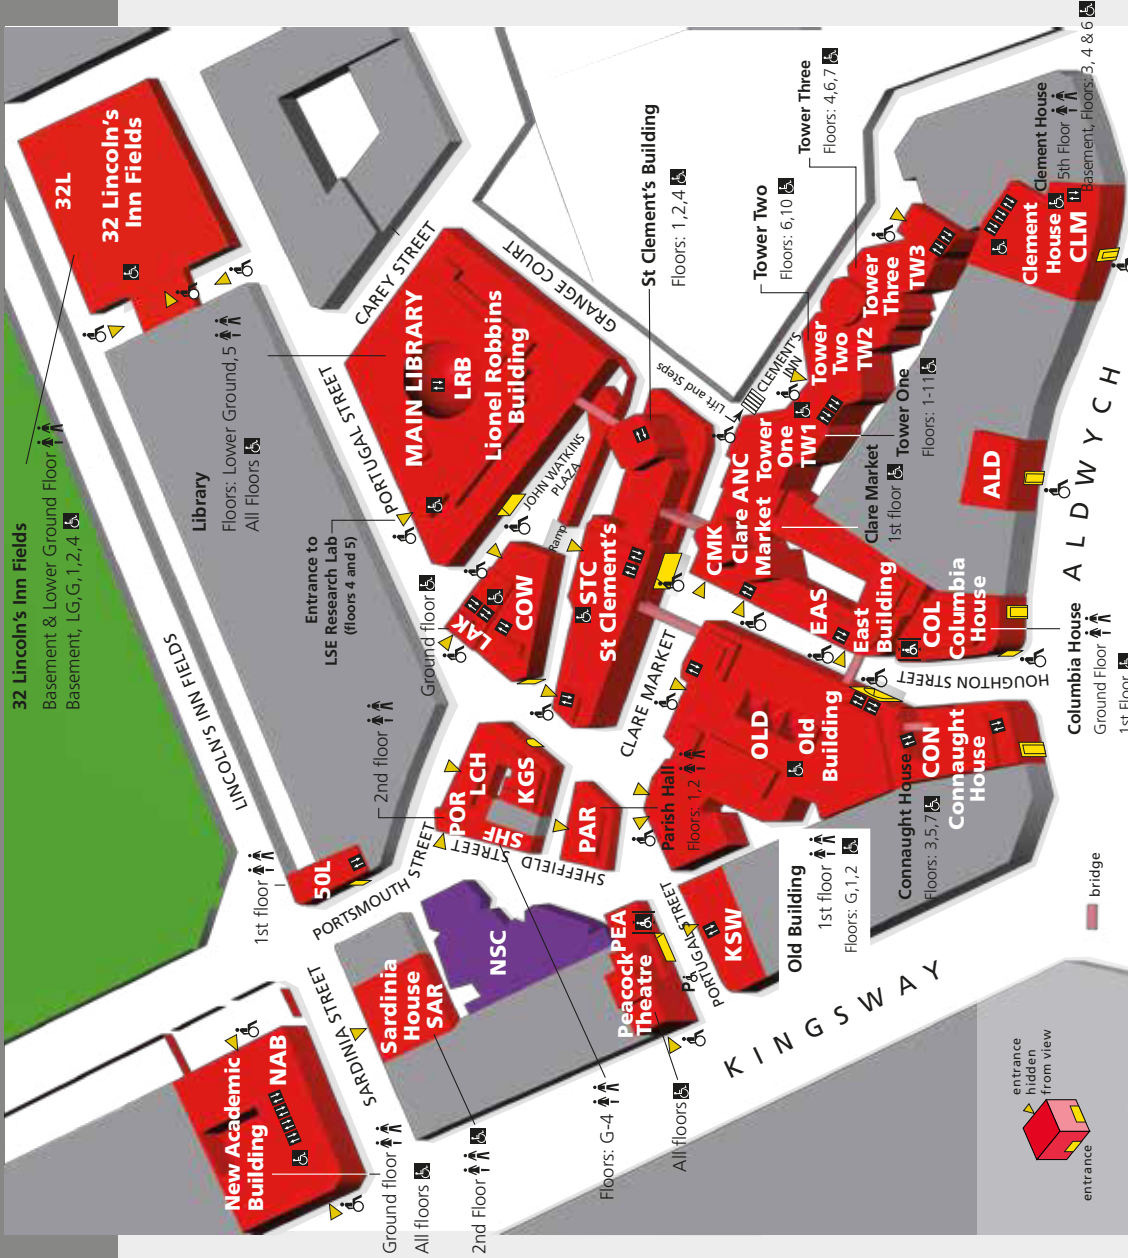 32 Lincoln's Inn Fields
Basement & Lower Ground Floor
Basement, LG,G,1,2,4
32L
32 Lincoln's
Inn Fields
Library
Floors: Lower Ground,5
All Floors
LINCOLN'S INN FIELDS
CAREY STREET
PORTUGAL STREET
GRANGE COURT
MAIN LIBRARY
LRB
Lionel Robbins
Building
Entrance to
LSE Research Lab
(floors 4 and 5)
JOHN WATKINS
PLAZA
Ramp
St Clement's Building
Floors: 1,2,4
Lift and Steps
CLEMENT'S
INN
Tower Two
Floors: 6,10
Tower Three
Floors: 4,6,7
Clement House
5th Floor
Basement, Floors: 3, 4 & 6
Clement
House
CLM
Tower
Three
TW3
Tower
Two
TW2
Tower
One
TW1
Tower One
Floors: 1-11
ANC
CMK
Clare
Market
Clare Market
1st floor
ALD
ALDWYCH
Ground floor
LAK
COW
STC
St Clement's
CLARE MARKET
EAS
East
Building
COL
Columbia
House
HOUGHTON STREET
Columbia House
Ground Floor
1st Floor
OLD
Old
Building
CON
Connaught
House
Connaught House
Floors: 3,5,7
Old Building
1st floor
Floors: G,1,2
2nd floor
POR
LCH
KGS
SHF
PAR
Parish Hall
Floors: 1,2
SHEFFIELD STREET
PORTSMOUTH STREET
1st floor
50L
NSC
Sardinia
House
SAR
SARDINIA STREET
PEA
Peacock
Theatre
PORTUGAL STREET
KSW
KINGSWAY
New Academic
Building
NAB
Ground floor
All floors
2nd Floor
Floors: G-4
All floors
bridge
entrance
hidden
from view
entrance